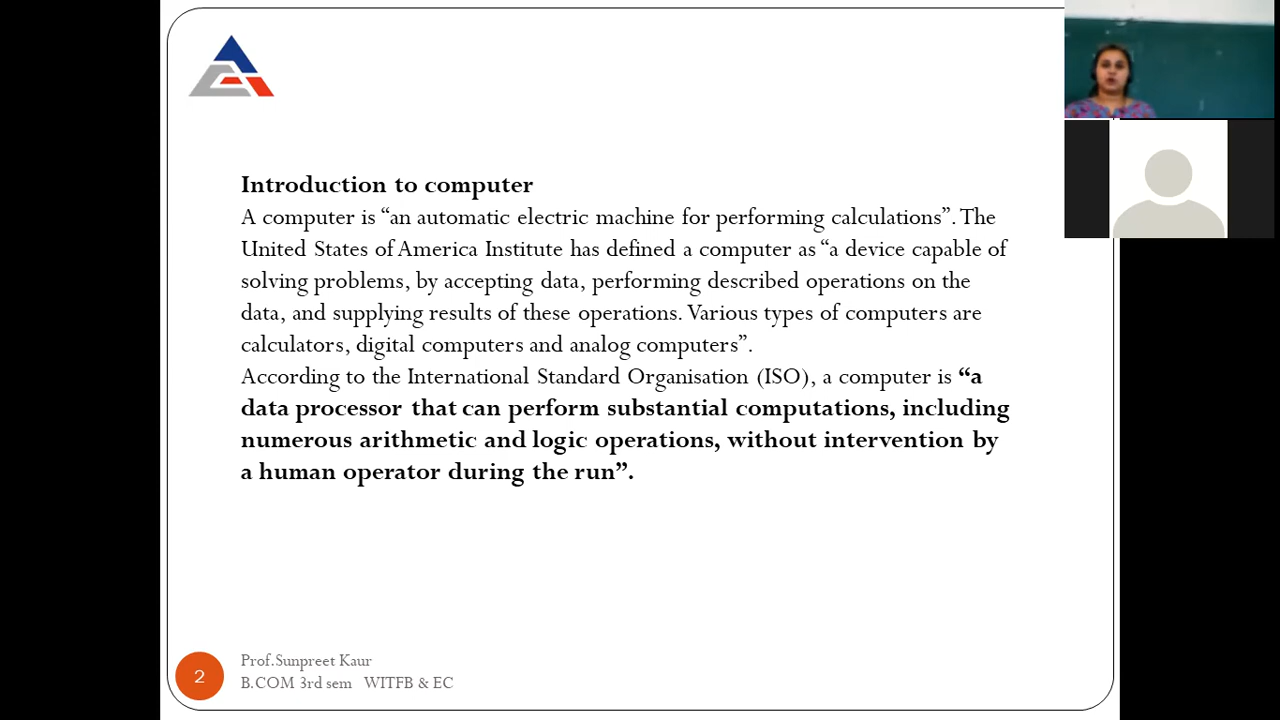 Introduction to computer
A computer is “an automatic electric machine for performing calculations”. The
United States of America Institute has defined a computer as “a device capable of
solving problems, by accepting data, performing described operations on the
data, and supplying results of these operations. Various types of computers are
calculators, digital computers and analog computers”.
According to the International Standard Organisation (ISO), a computer is “a
data processor that can perform substantial computations, including
numerous arithmetic and logic operations, without intervention by
a human operator during the run”.
2
Prof.Sunpreet Kaur
B.COM 3rd sem WITFB & EC